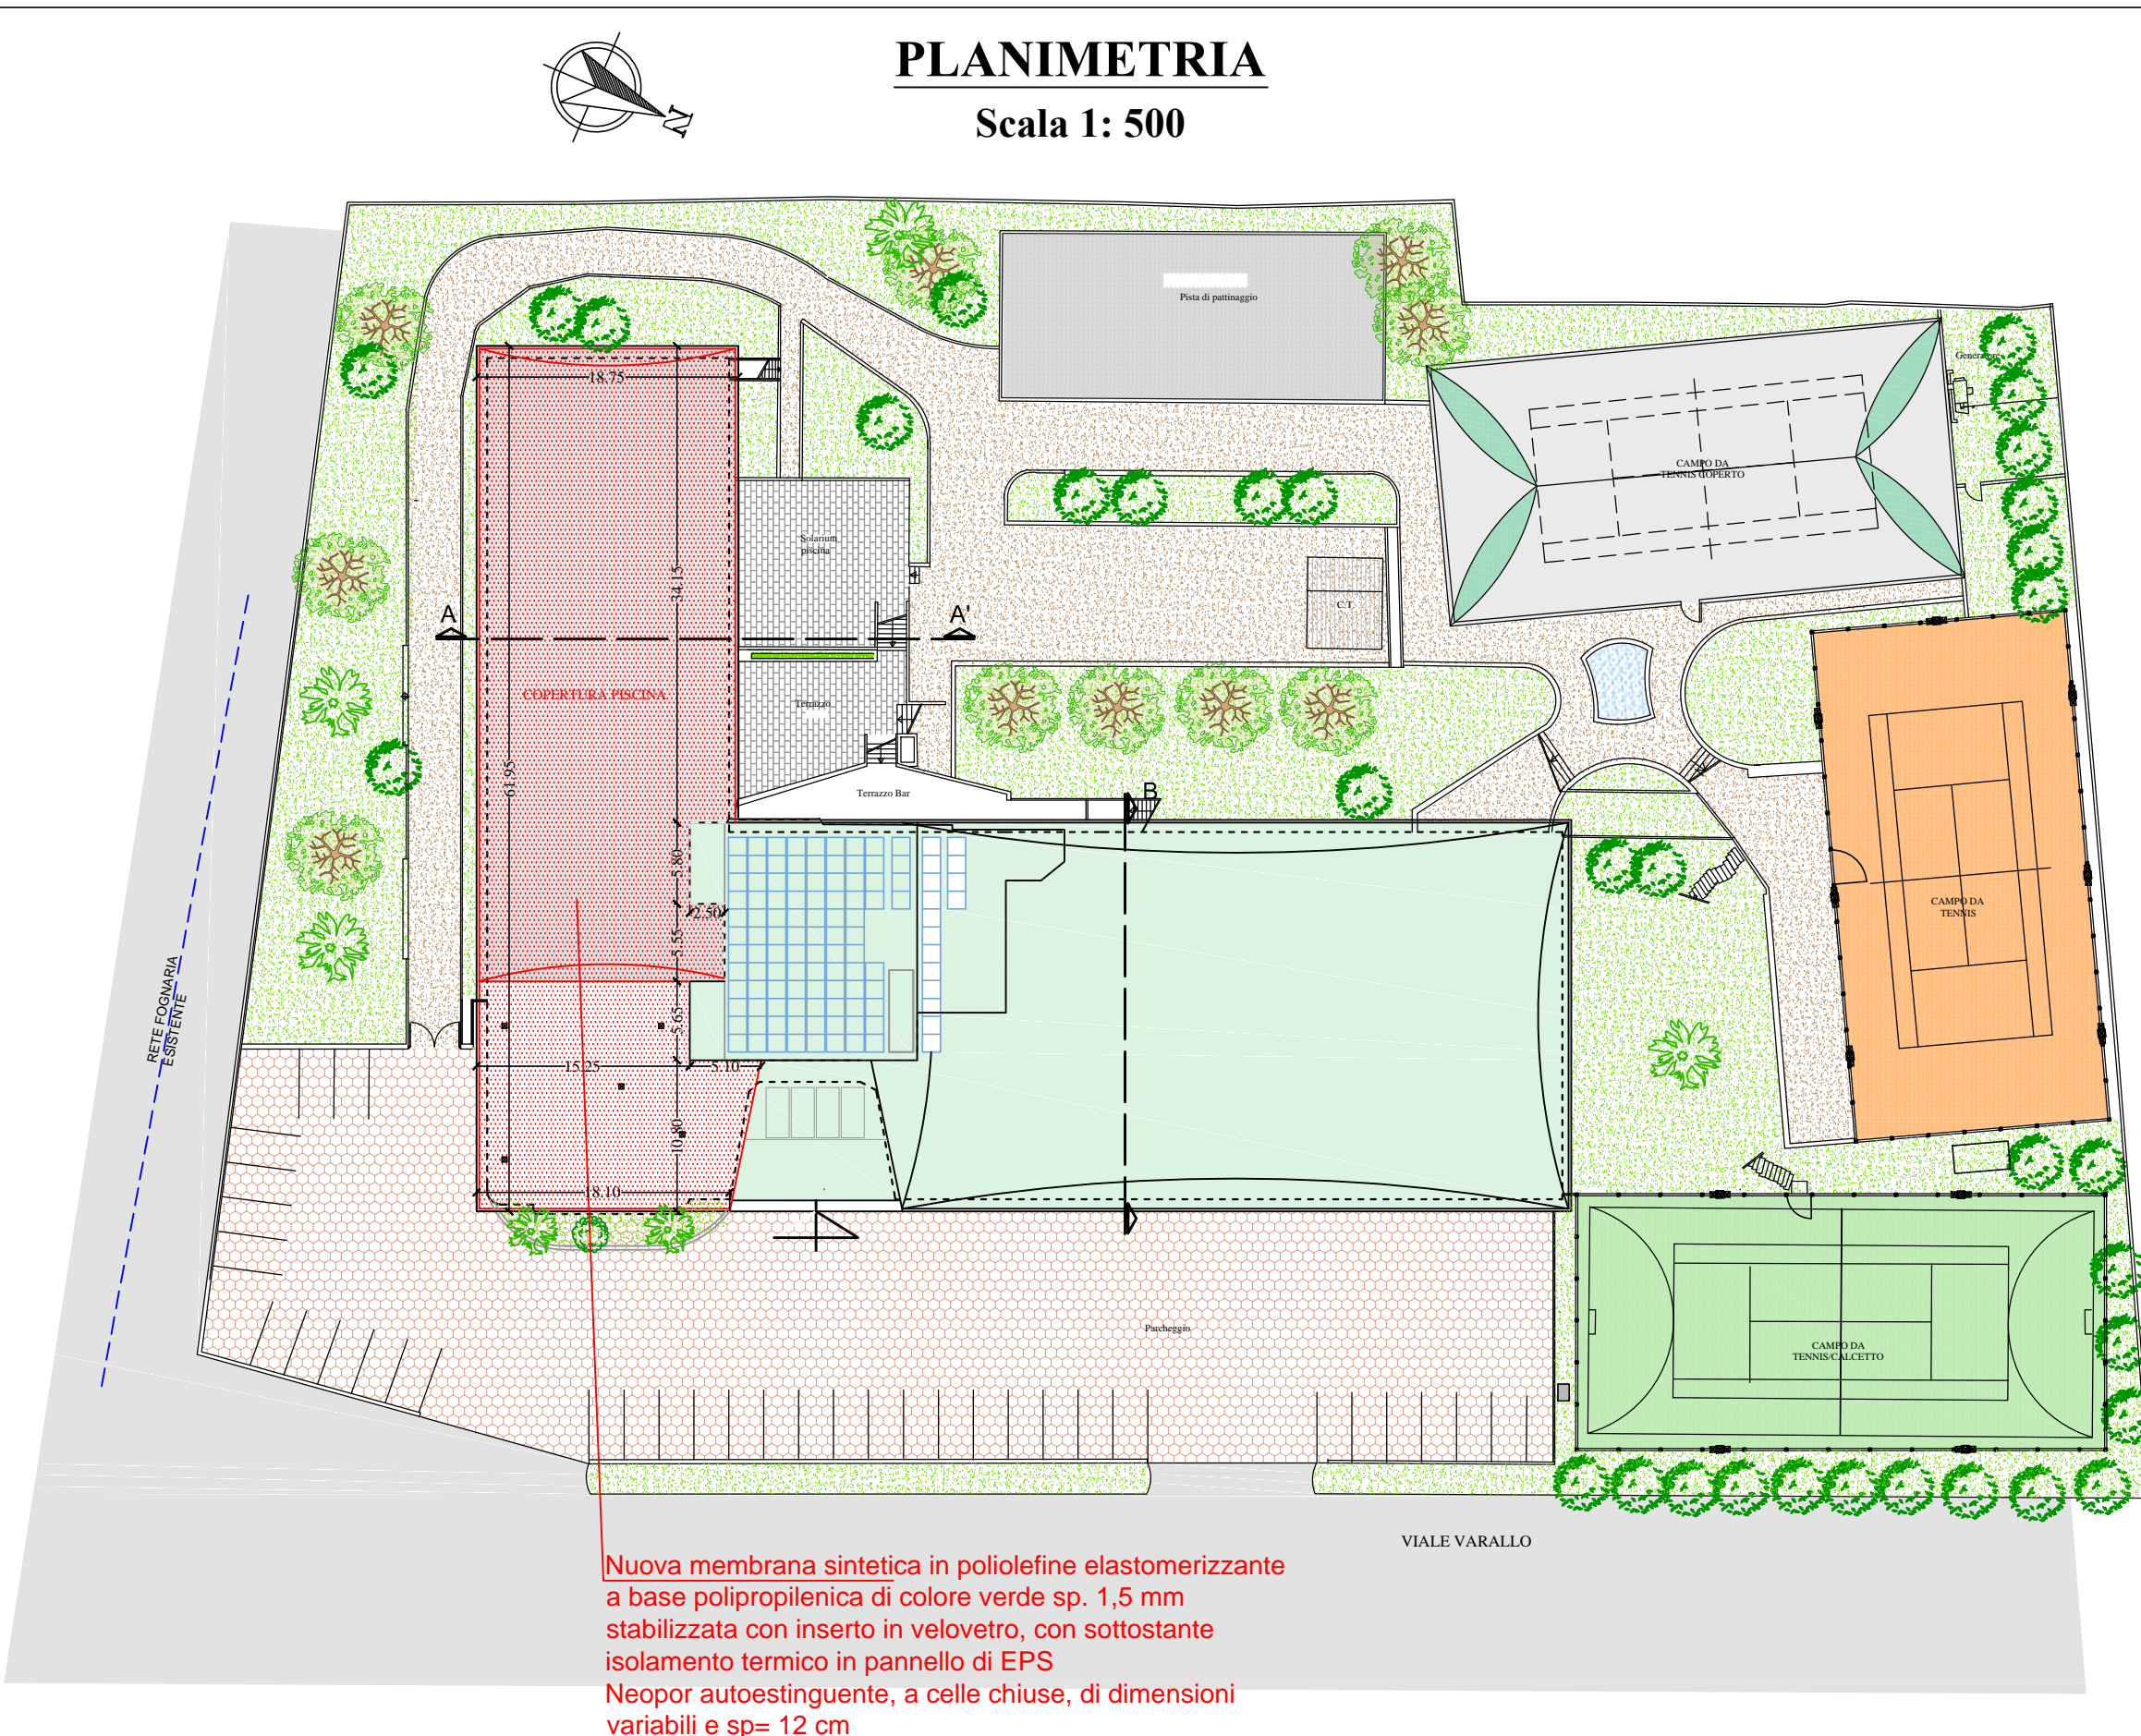 PLANIMETRIA
Scala 1: 500
N
Pista di pattinaggio
Generatore
18.75
CAMPO DA
TENNIS COPERTO
Solarium
piscina
34.15
C.T.
A
A'
COPERTURA PISCINA
Terrazzo
61.95
Terrazzo Bar
B
5.80
2.50
5.55
CAMPO DA
TENNIS
RETE FOGNARIA
ESISTENTE
5.65
15.25
5.10
10.80
18.10
Parcheggio
CAMPO DA
TENNIS/CALCETTO
VIALE VARALLO
Nuova membrana sintetica in poliolefine elastomerizzante
a base polipropilenica di colore verde sp. 1,5 mm
stabilizzata con inserto in velovetro, con sottostante
isolamento termico in pannello di EPS
Neopor autoestinguente, a celle chiuse, di dimensioni
variabili e sp= 12 cm